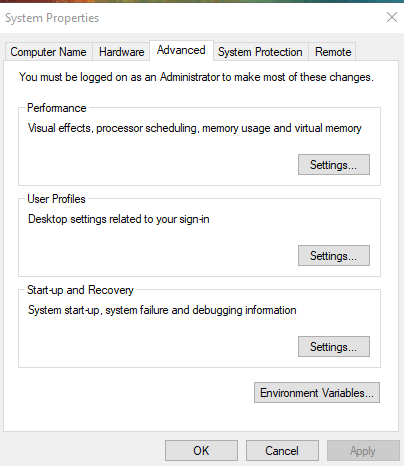 System Properties
Computer Name Hardware Advanced System Protection Remote
You must be logged on as an Administrator to make most of these changes.
Performance
Visual effects, processor scheduling, memory usage and virtual memory
Settings...
User Profiles
Desktop settings related to your sign-in
Settings...
Start-up and Recovery
System start-up, system failure and debugging information
Settings...
Environment Variables...
OK Cancel Apply